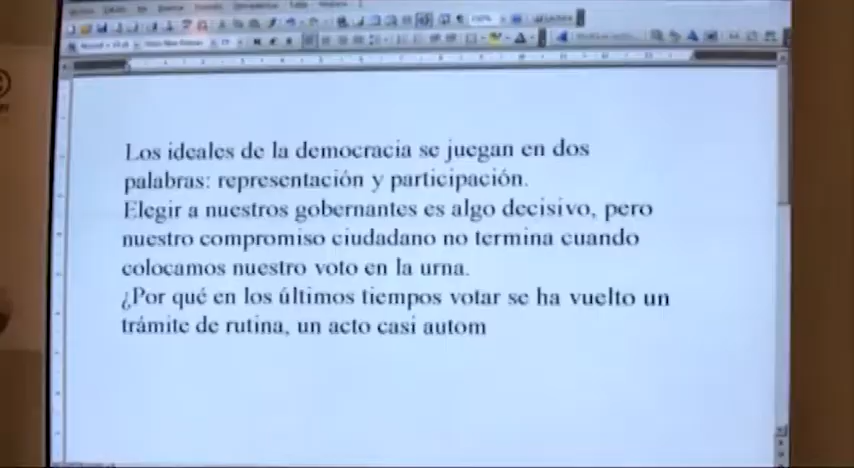 Los ideales de la democracia se juegan en dos
palabras: representación y participación.
Elegir a nuestros gobernantes es algo decisivo, pero
nuestro compromiso ciudadano no termina cuando
colocamos nuestro voto en la urna.
¿Por qué en los últimos tiempos votar se ha vuelto un
trámite de rutina, un acto casi autom